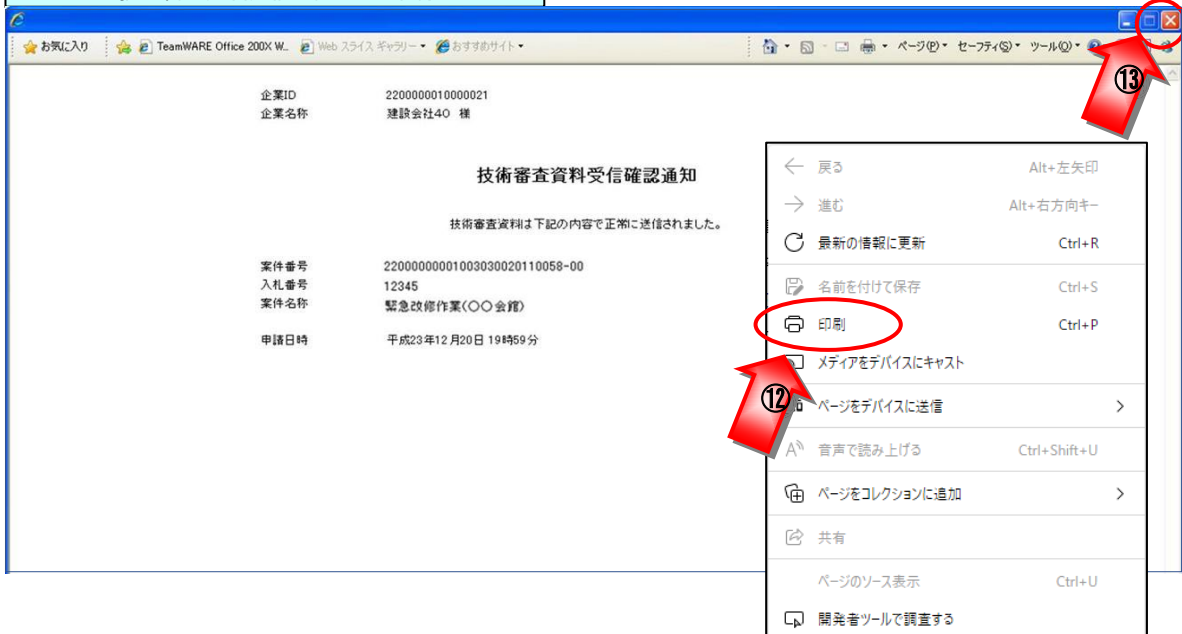 お気に入り TeamWARE Office 200X W... Web スライス ギャラリー おすすめサイト ページ(P) セーフティ(S) ツール(O)
⑬
企業ID 2200000010000021
企業名称 建設会社40 様
技術審査資料受信確認通知
技術審査資料は下記の内容で正常に送信されました。
案件番号 22000000001003030020110058-00
入札番号 12345
案件名称 緊急改修作業(〇〇会館)
申請日時 平成23年12月20日 19時59分
戻る Alt+左矢印
進む Alt+右方向キー
最新の情報に更新 Ctrl+R
名前を付けて保存 Ctrl+S
印刷 Ctrl+P
メディアをデバイスにキャスト
⑫
ページをデバイスに送信
音声で読み上げる Ctrl+Shift+U
ページをコレクションに追加
共有
ページのソース表示 Ctrl+U
開発者ツールで調査する